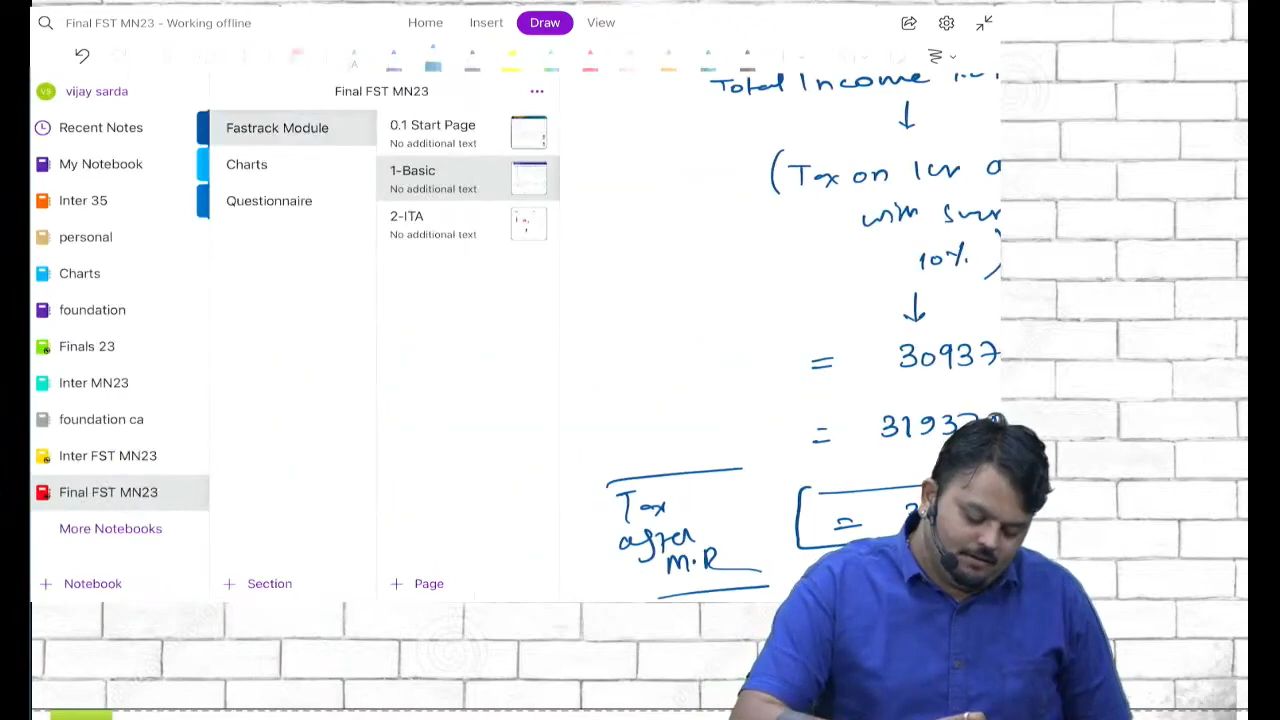 Final FST MN23 - Working offline
Home
Insert
Draw
View
VS
vijay sarda
Recent Notes
My Notebook
Inter 35
personal
Charts
foundation
Finals 23
Inter MN23
foundation ca
Inter FST MN23
Final FST MN23
More Notebooks
+ Notebook
Fastrack Module
Charts
Questionnaire
+ Section
Final FST MN23
0.1 Start Page
No additional text
1-Basic
No additional text
2-ITA
No additional text
+ Page
Total Income
↓
(Tax on 1cr
with
10%
↓
= 30937
= 3193
Tax
after
M.R
=